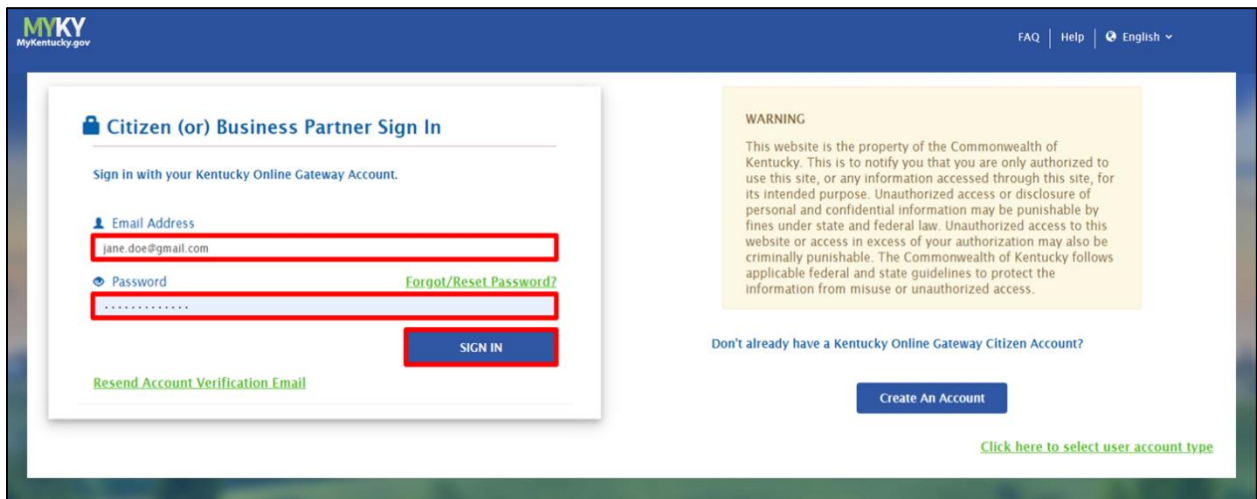 MYKY
MyKentucky.gov
FAQ
Help
English
Citizen (or) Business Partner Sign In
Sign in with your Kentucky Online Gateway Account.
Email Address
jane.doe@gmail.com
Password
Forgot/Reset Password?
SIGN IN
Resend Account Verification Email
WARNING
This website is the property of the Commonwealth of
Kentucky. This is to notify you that you are only authorized to
use this site, or any information accessed through this site, for
its intended purpose. Unauthorized access or disclosure of
personal and confidential information may be punishable by
fines under state and federal law. Unauthorized access to this
website or access in excess of your authorization may also be
criminally punishable. The Commonwealth of Kentucky follows
applicable federal and state guidelines to protect the
information from misuse or unauthorized access.
Don't already have a Kentucky Online Gateway Citizen Account?
Create An Account
Click here to select user account type